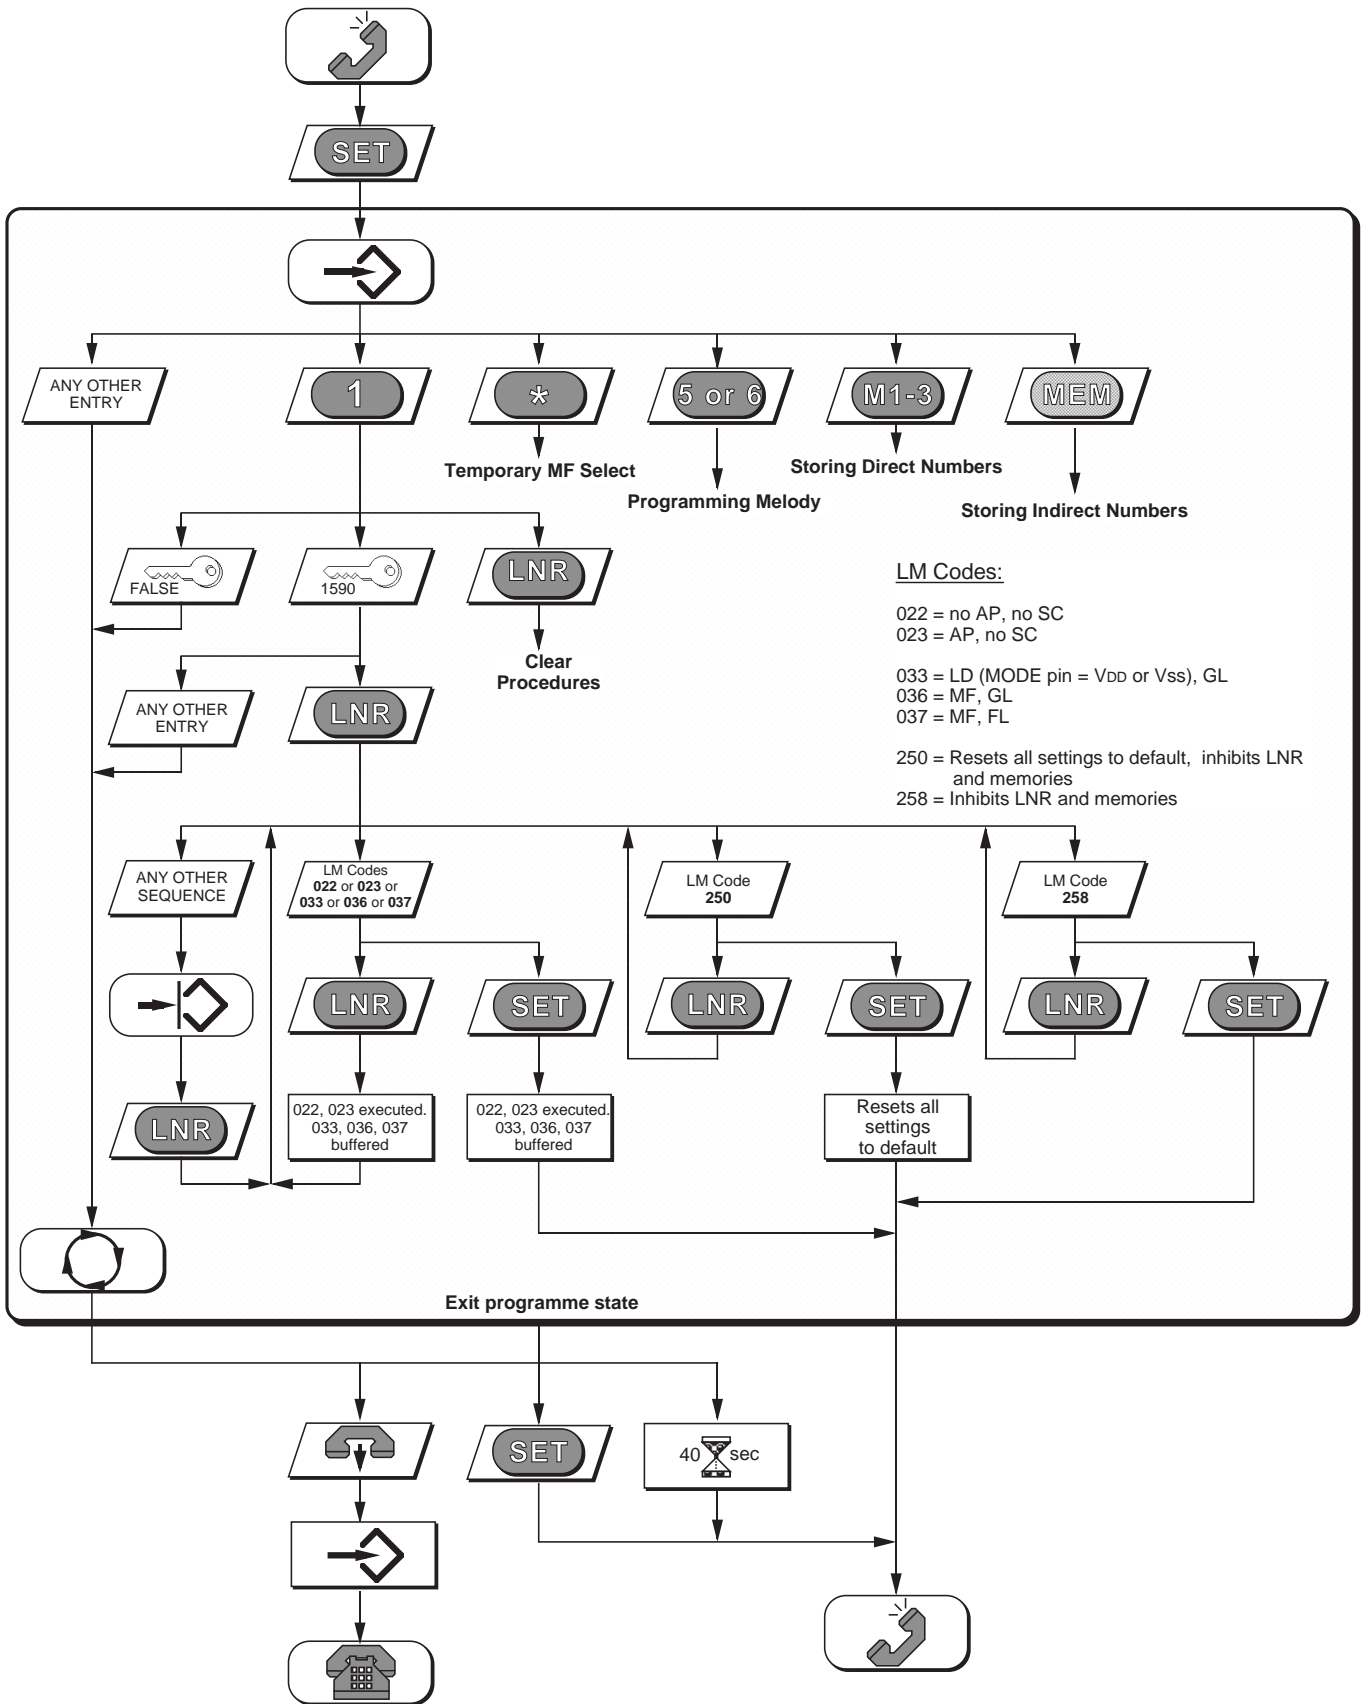 SET
ANY OTHER
ENTRY
1
*
5 or 6
M1-3
MEM
Temporary MF Select
Programming Melody
Storing Direct Numbers
Storing Indirect Numbers
FALSE
1590
LNR
Clear
Procedures
LM Codes:
022 = no AP, no SC
023 = AP, no SC
033 = LD (MODE pin = VDD or Vss), GL
036 = MF, GL
037 = MF, FL
250 = Resets all settings to default, inhibits LNR
and memories
258 = Inhibits LNR and memories
ANY OTHER
ENTRY
LNR
ANY OTHER
SEQUENCE
LM Codes
022 or 023 or
033 or 036 or 037
LM Code
250
LM Code
258
LNR
SET
LNR
SET
LNR
SET
LNR
022, 023 executed.
033, 036, 037
buffered
022, 023 executed.
033, 036, 037
buffered
Resets all
settings
to default
Exit programme state
SET
40 sec